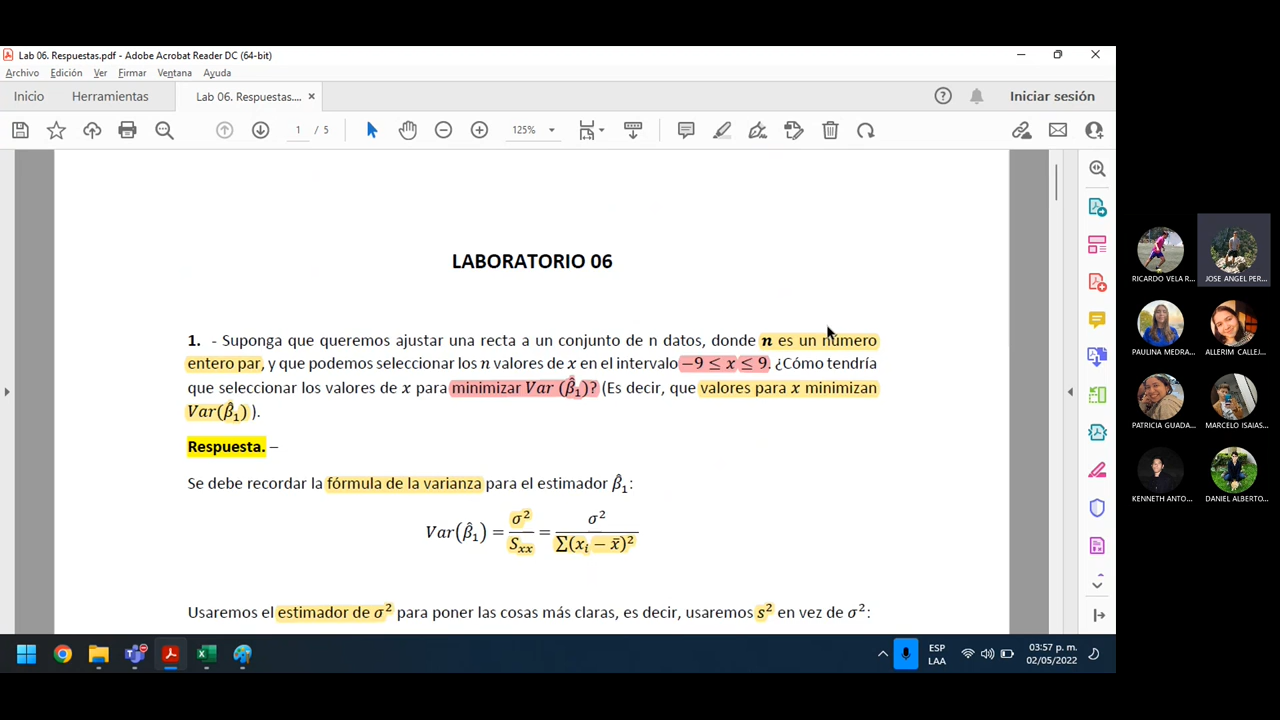 Lab 06. Respuestas.pdf - Adobe Acrobat Reader DC (64-bit)
Archivo Edición Ver Firmar Ventana Ayuda
Inicio Herramientas Lab 06. Respuestas.... × Iniciar sesión
1 / 5 125%
LABORATORIO 06
1. - Suponga que queremos ajustar una recta a un conjunto de n datos, donde n es un número
entero par, y que podemos seleccionar los n valores de x en el intervalo −9 ≤ x ≤ 9. ¿Cómo tendría
que seleccionar los valores de x para minimizar Var (β̂₁)? (Es decir, que valores para x minimizan
Var(β̂₁) ).
Respuesta. –
Se debe recordar la fórmula de la varianza para el estimador β̂₁:
Var(β̂₁) = σ²/Sxx = σ²/∑(xᵢ − x̄)²
Usaremos el estimador de σ² para poner las cosas más claras, es decir, usaremos s² en vez de σ²:
RICARDO VELA R... JOSE ANGEL PER...
PAULINA MEDRA... ALLERIM CALLEJ...
PATRICIA GUADA... MARCELO ISAIAS...
KENNETH ANTO... DANIEL ALBERTO...
ESP
LAA
03:57 p. m.
02/05/2022